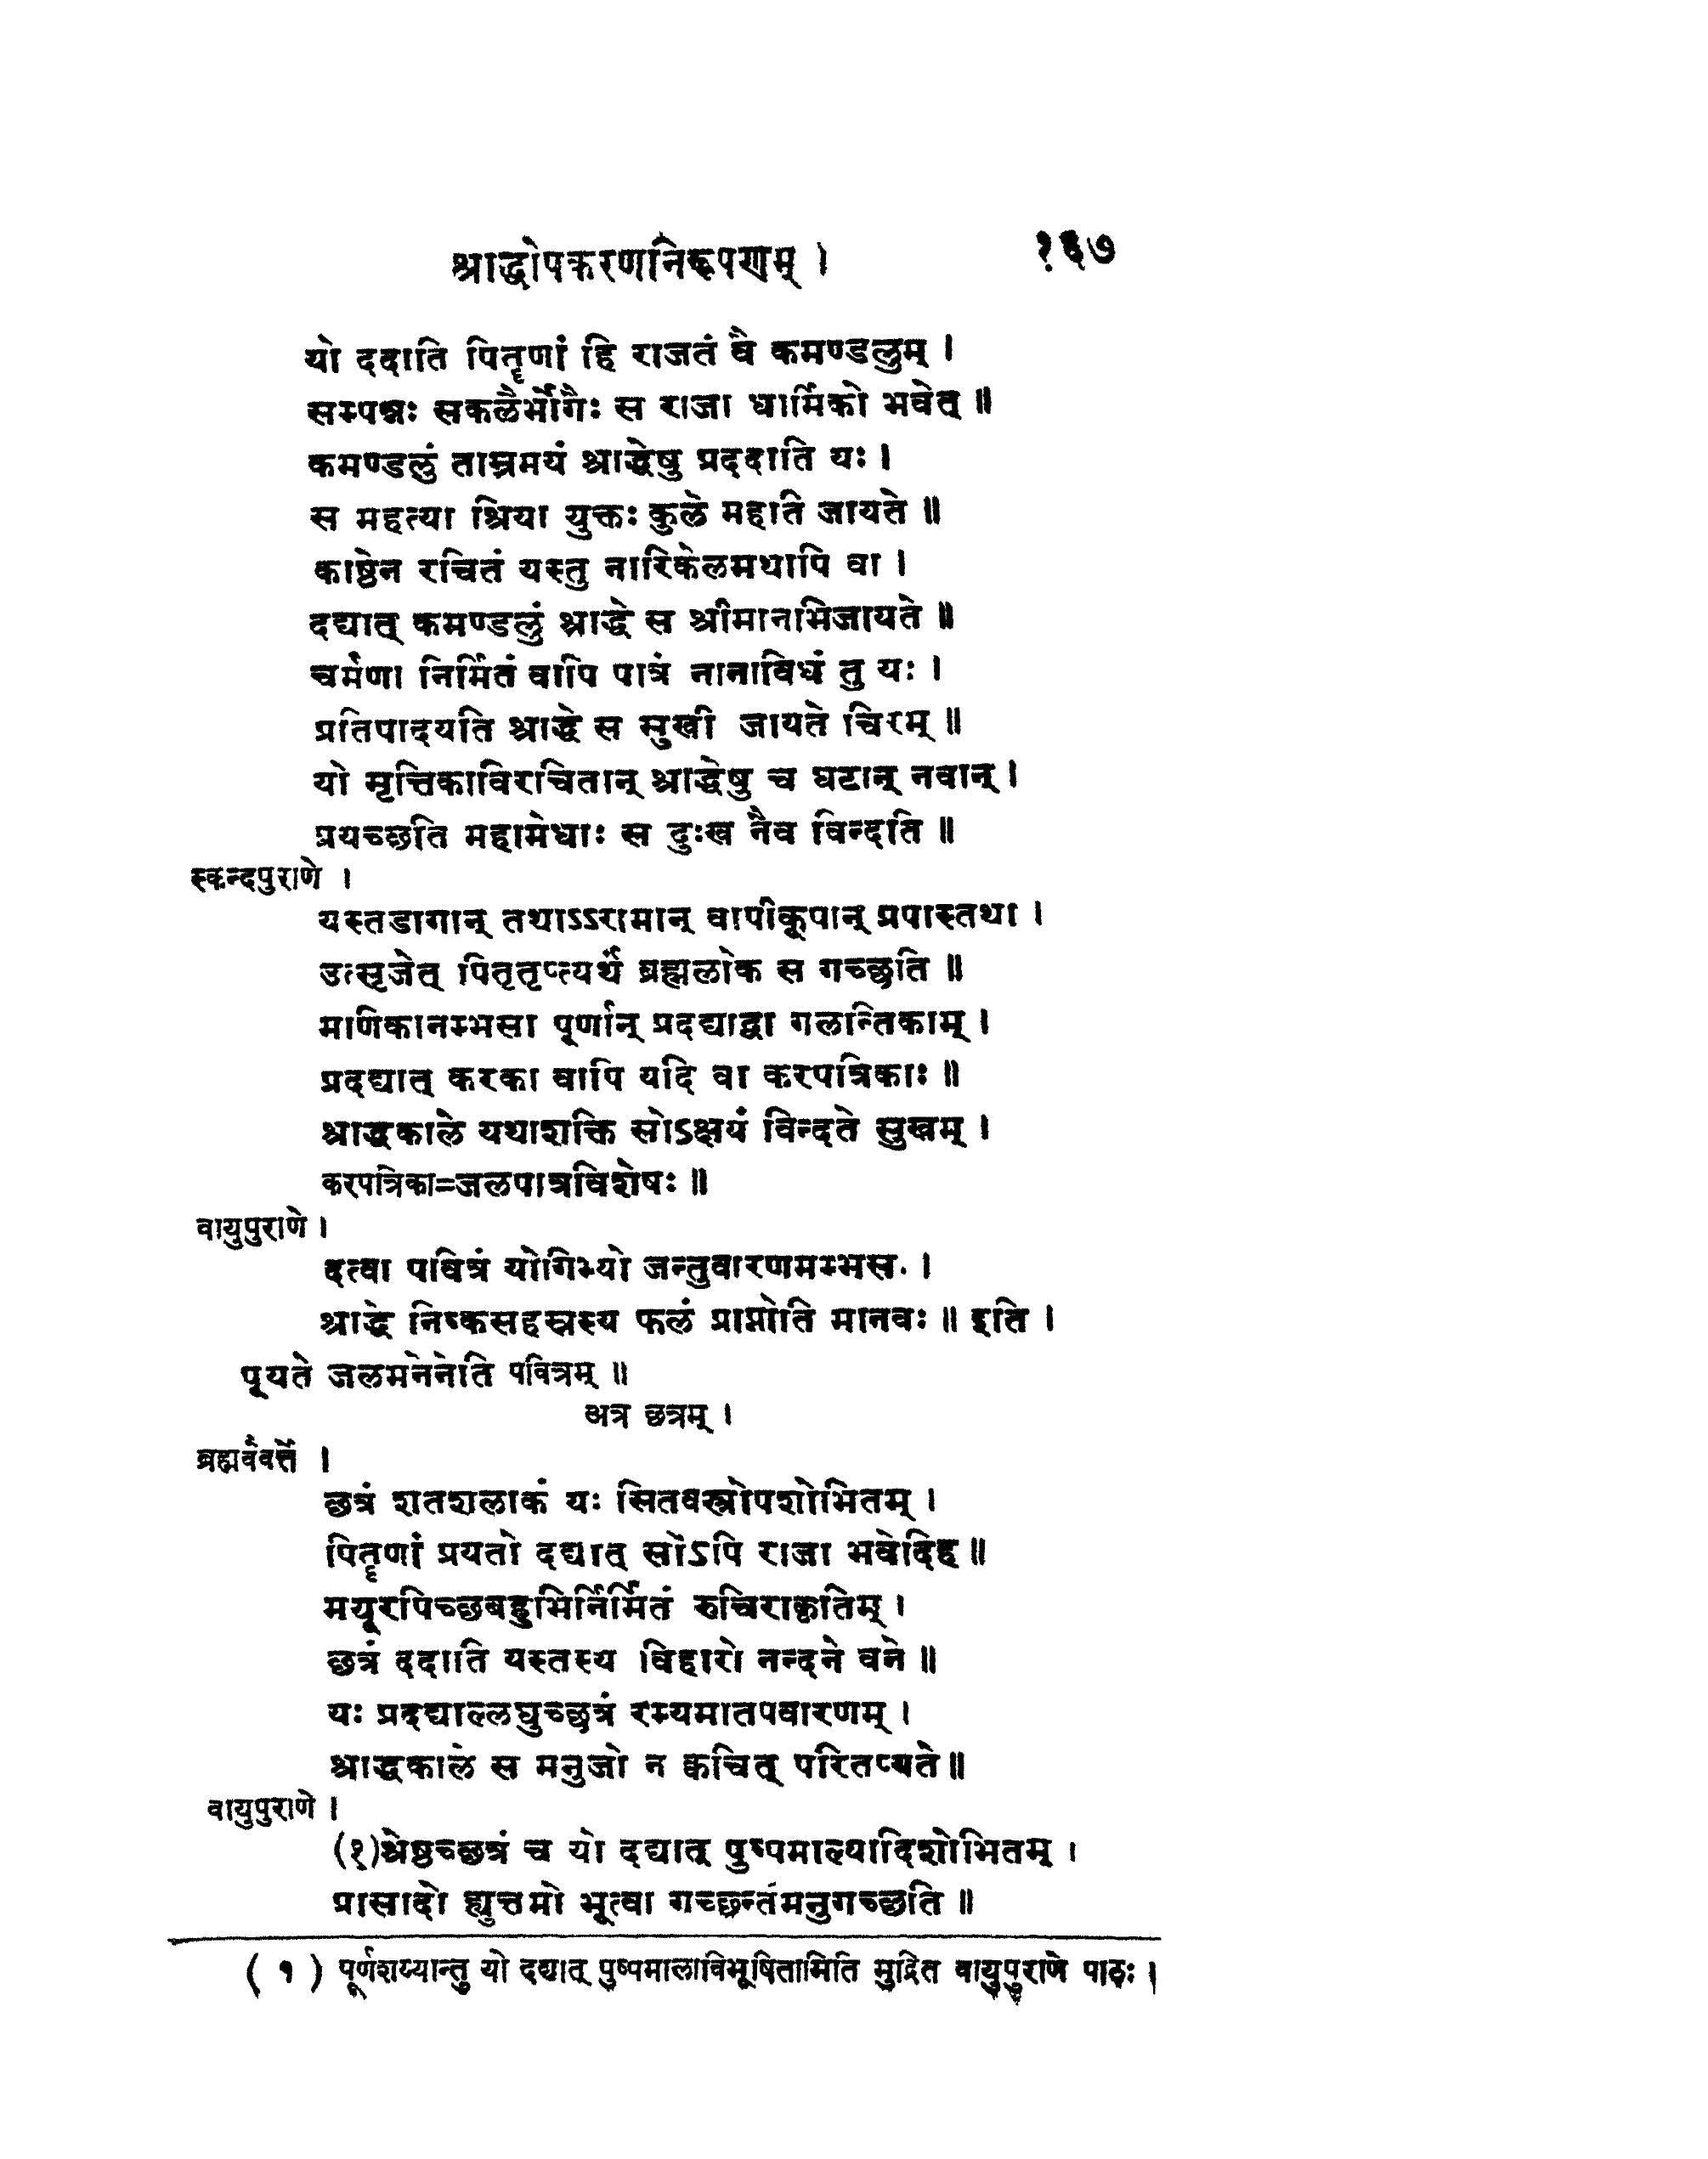 श्राद्धोपकरणनिरूपणम् । १६७
यो ददाति पितॄणां हि राजतं वै कमण्डलुम् ।
सम्पन्नः सकलैर्भोगैः स राजा धार्मिको भवेत् ॥
कमण्डलुं ताम्रमयं श्राद्धेषु प्रददाति यः ।
स महत्या श्रिया युक्तः कुले महति जायते ॥
काष्ठेन रचितं यस्तु नारिकेलमथापि वा ।
दद्यात् कमण्डलुं श्राद्धे स श्रीमानभिजायते ॥
चर्मणा निर्मितं वापि पात्रं नानाविधं तु यः ।
प्रतिपादयति श्राद्धे स सुखी जायते चिरम् ॥
यो मृत्तिकाविरचितान् श्राद्धेषु च घटान् नवान् ।
प्रयच्छति महामेधाः स दुःख नैव विन्दति ॥
स्कन्दपुराणे ।
यस्तडागान् तथाऽऽरामान् वापीकूपान् प्रपास्तथा ।
उत्सृजेत् पितृतृप्त्यर्थं ब्रह्मलोक स गच्छति ॥
माणिकानम्भसा पूर्णान् प्रदद्याद्वा गलन्तिकाम् ।
प्रदद्यात् करका वापि यदि वा करपत्रिकाः ॥
श्राद्धकाले यथाशक्ति सोऽक्षयं विन्दते सुखम् ।
करपत्रिका=जलपात्रविशेषः ॥
वायुपुराणे ।
दत्वा पवित्रं योगिभ्यो जन्तुवारणमम्भस. ।
श्राद्धे निष्कसहस्रस्य फलं प्राप्नोति मानवः ॥ इति ।
पूयते जलमनेनेति पवित्रम् ॥
अत्र छत्रम् ।
ब्रह्मवैवर्त्ते ।
छत्रं शतशलाकं यः सितवस्त्रोपशोभितम् ।
पितॄणां प्रयतो दद्यात् सोऽपि राजा भवेदिह ॥
मयूरपिच्छबहुभिर्निर्मितं रुचिराकृतिम् ।
छत्रं ददाति यस्तस्य विहारो नन्दने वने ॥
यः प्रदद्याल्लघुच्छत्रं रम्यमातपवारणम् ।
श्राद्धकाले स मनुजो न क्वचित् परितप्यते ॥
वायुपुराणे ।
(१)श्रेष्ठच्छत्रं च यो दद्यात् पुष्पमाल्यादिशोभितम् ।
प्रासादो ह्युत्तमो भूत्वा गच्छन्तमनुगच्छति ॥
( १ ) पूर्णशय्यान्तु यो दद्यात् पुष्पमालाविभूषितामिति मुद्रित वायुपुराणे पाठः ।